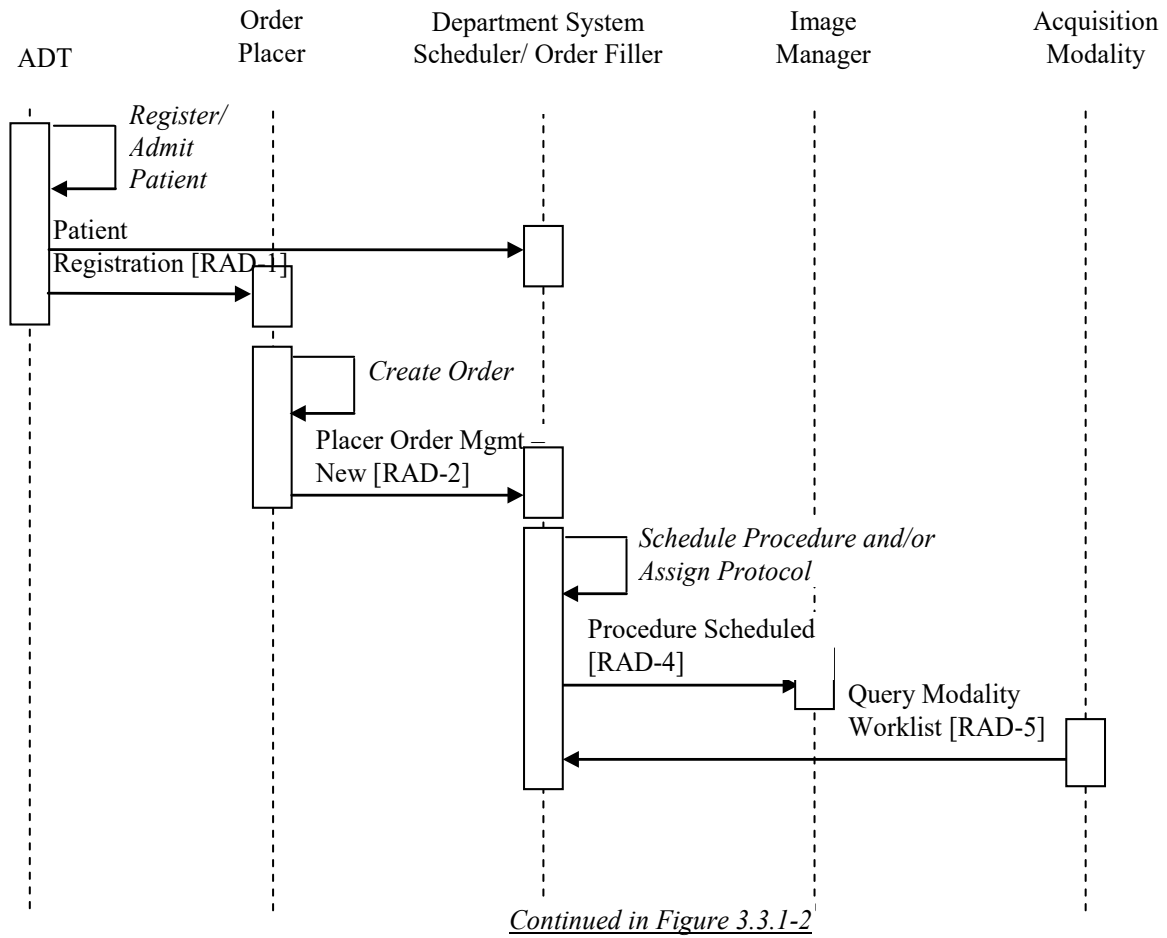 ADT
Order
Placer
Department System
Scheduler/ Order Filler
Image
Manager
Acquisition
Modality
Register/
Admit
Patient
Patient
Registration [RAD-1]
Create Order
Placer Order Mgmt –
New [RAD-2]
Schedule Procedure and/or
Assign Protocol
Procedure Scheduled
[RAD-4]
Query Modality
Worklist [RAD-5]
Continued in Figure 3.3.1-2